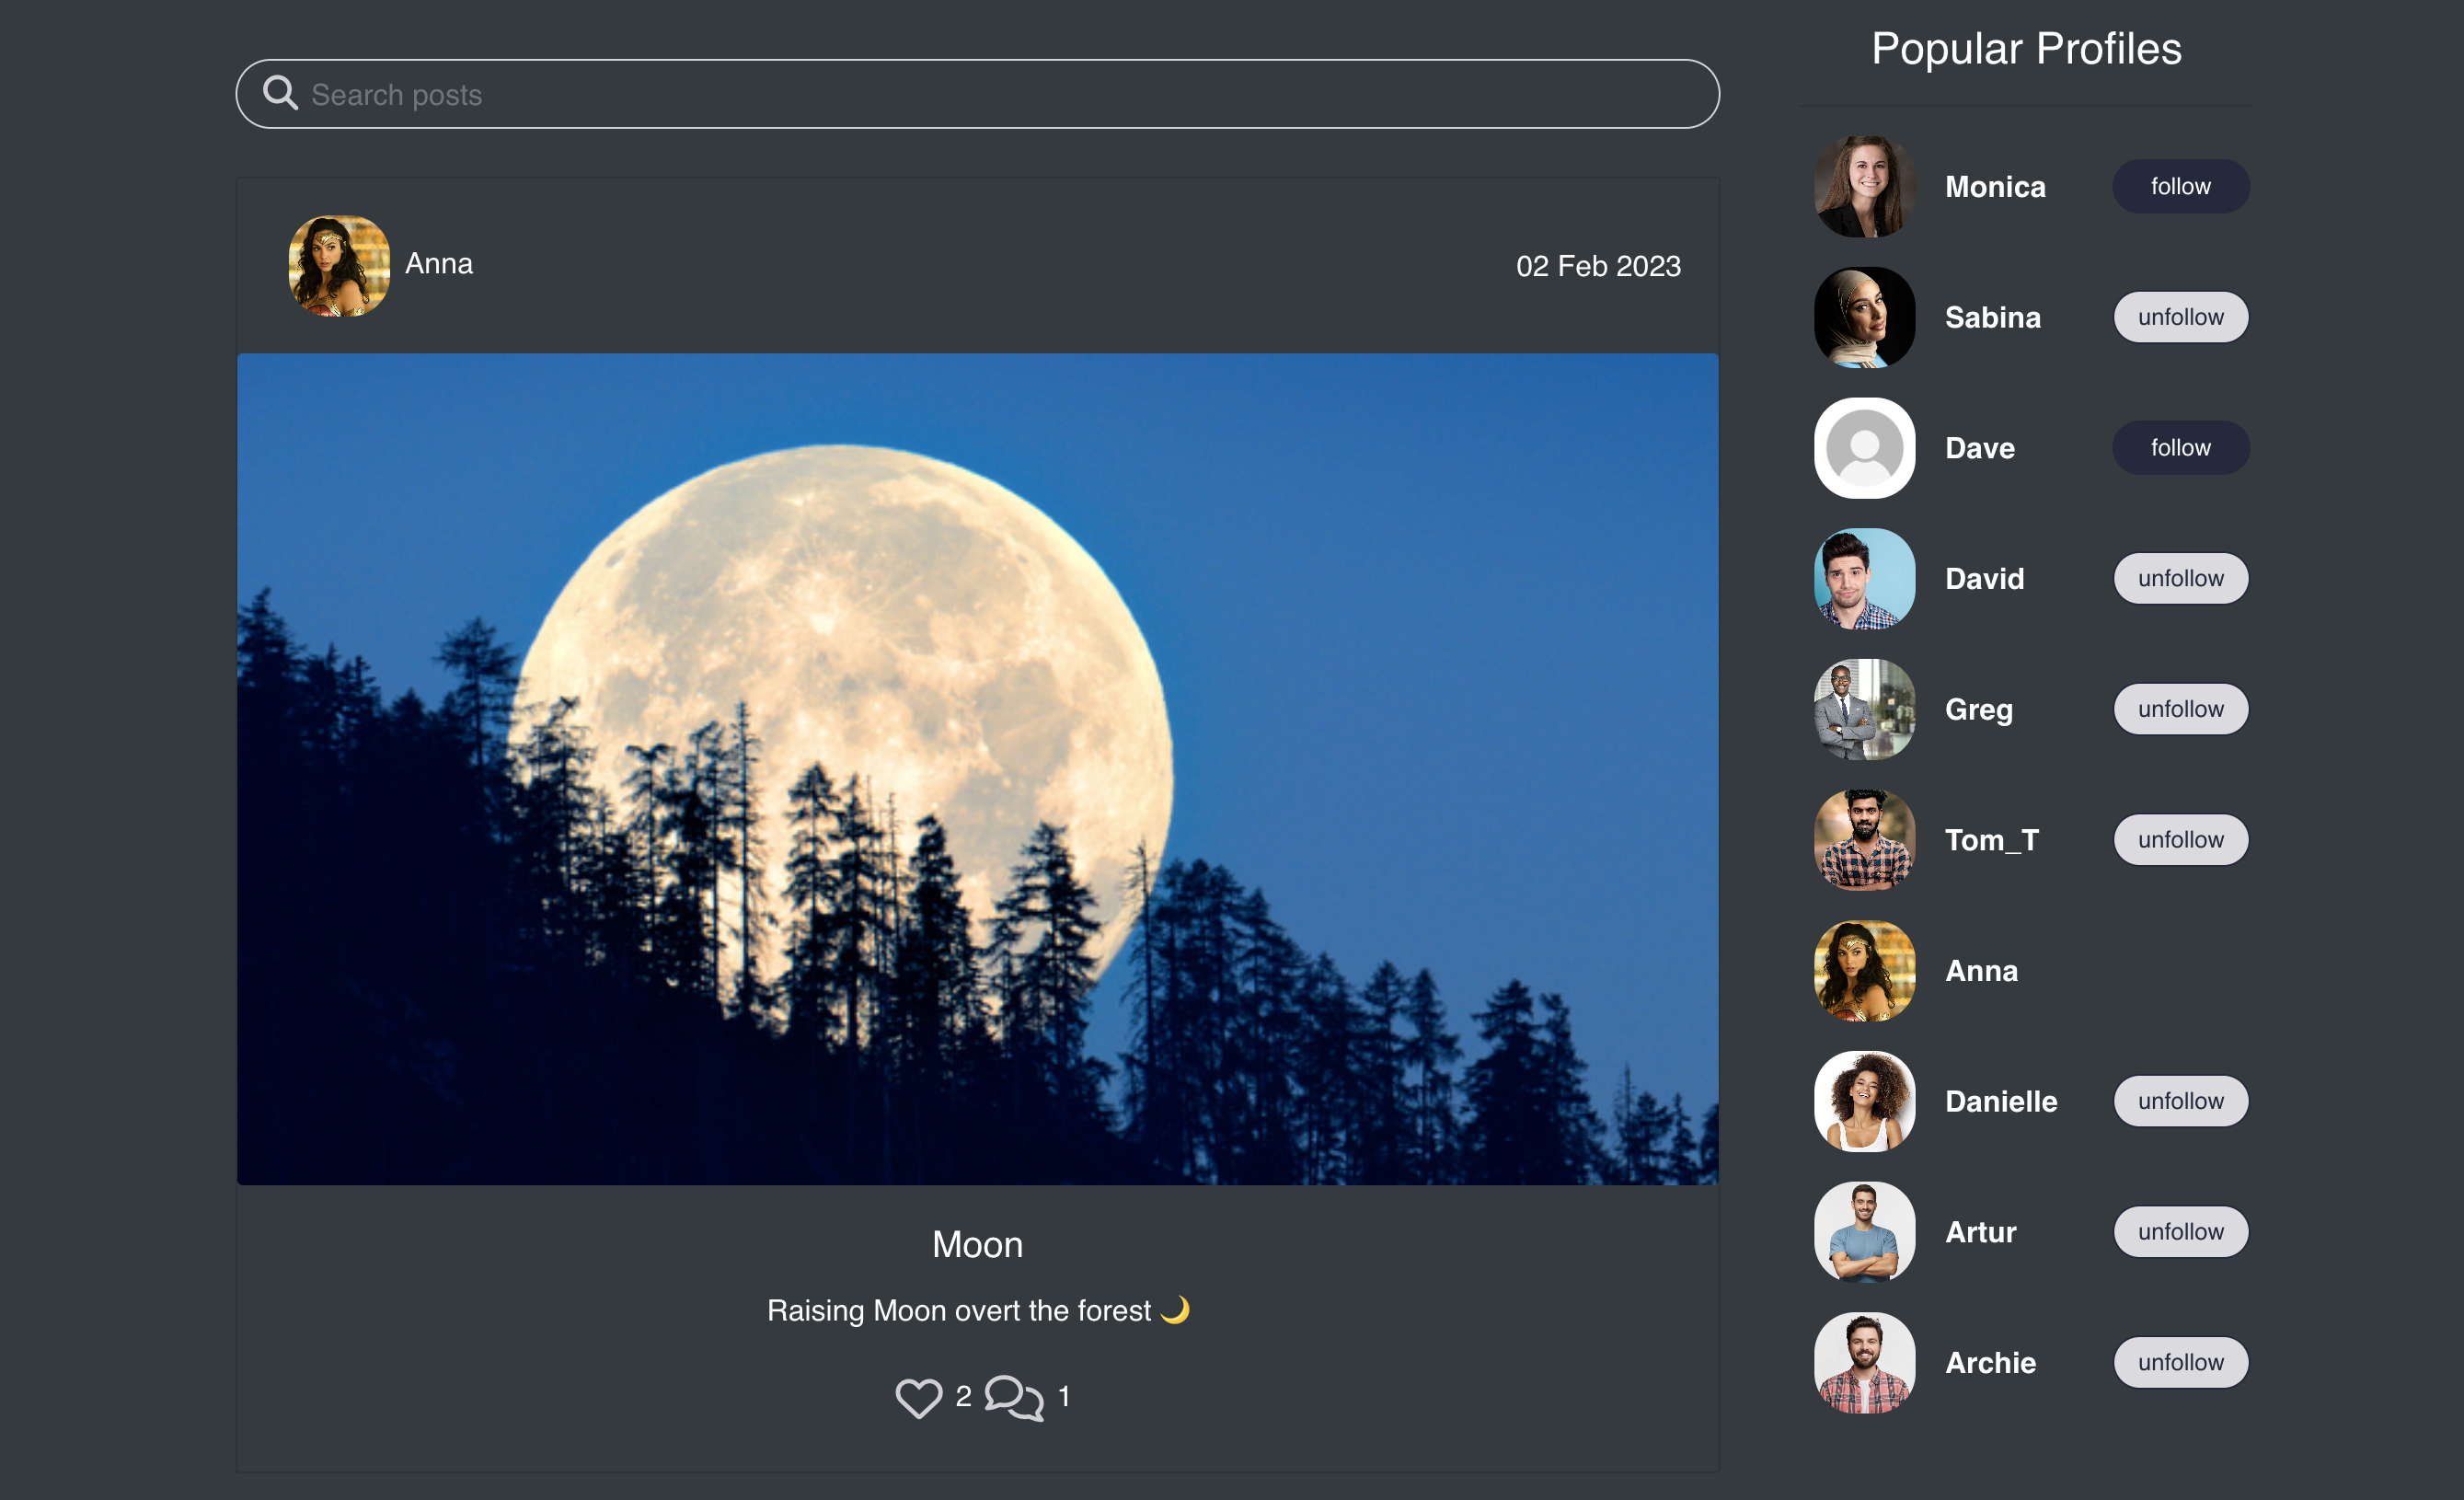 Search posts
Anna
02 Feb 2023
Moon
Raising Moon overt the forest 🌙
2 1
Popular Profiles
Monica follow
Sabina unfollow
Dave follow
David unfollow
Greg unfollow
Tom_T unfollow
Anna
Danielle unfollow
Artur unfollow
Archie unfollow